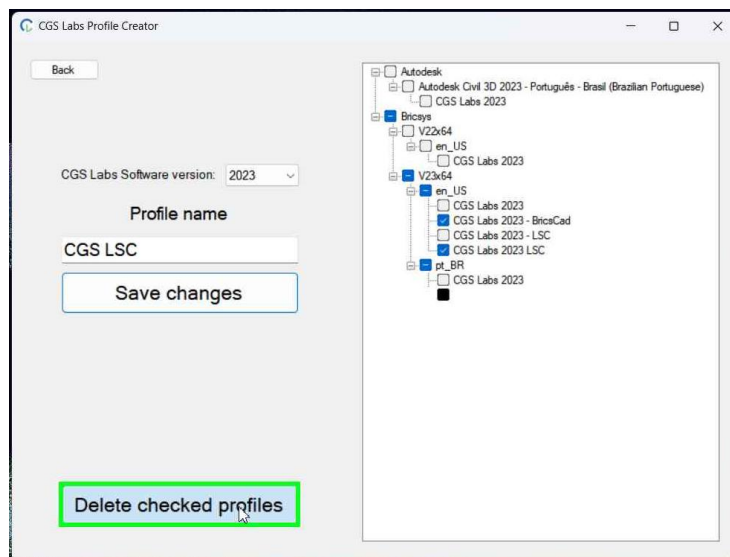 CGS Labs Profile Creator
Back
CGS Labs Software version: 2023
Profile name
CGS LSC
Save changes
Delete checked profiles
Autodesk
Autodesk Civil 3D 2023 - Português - Brasil (Brazilian Portuguese)
CGS Labs 2023
Bricsys
V22x64
en_US
CGS Labs 2023
V23x64
en_US
CGS Labs 2023
CGS Labs 2023 - BricsCad
CGS Labs 2023 - LSC
CGS Labs 2023 LSC
pt_BR
CGS Labs 2023